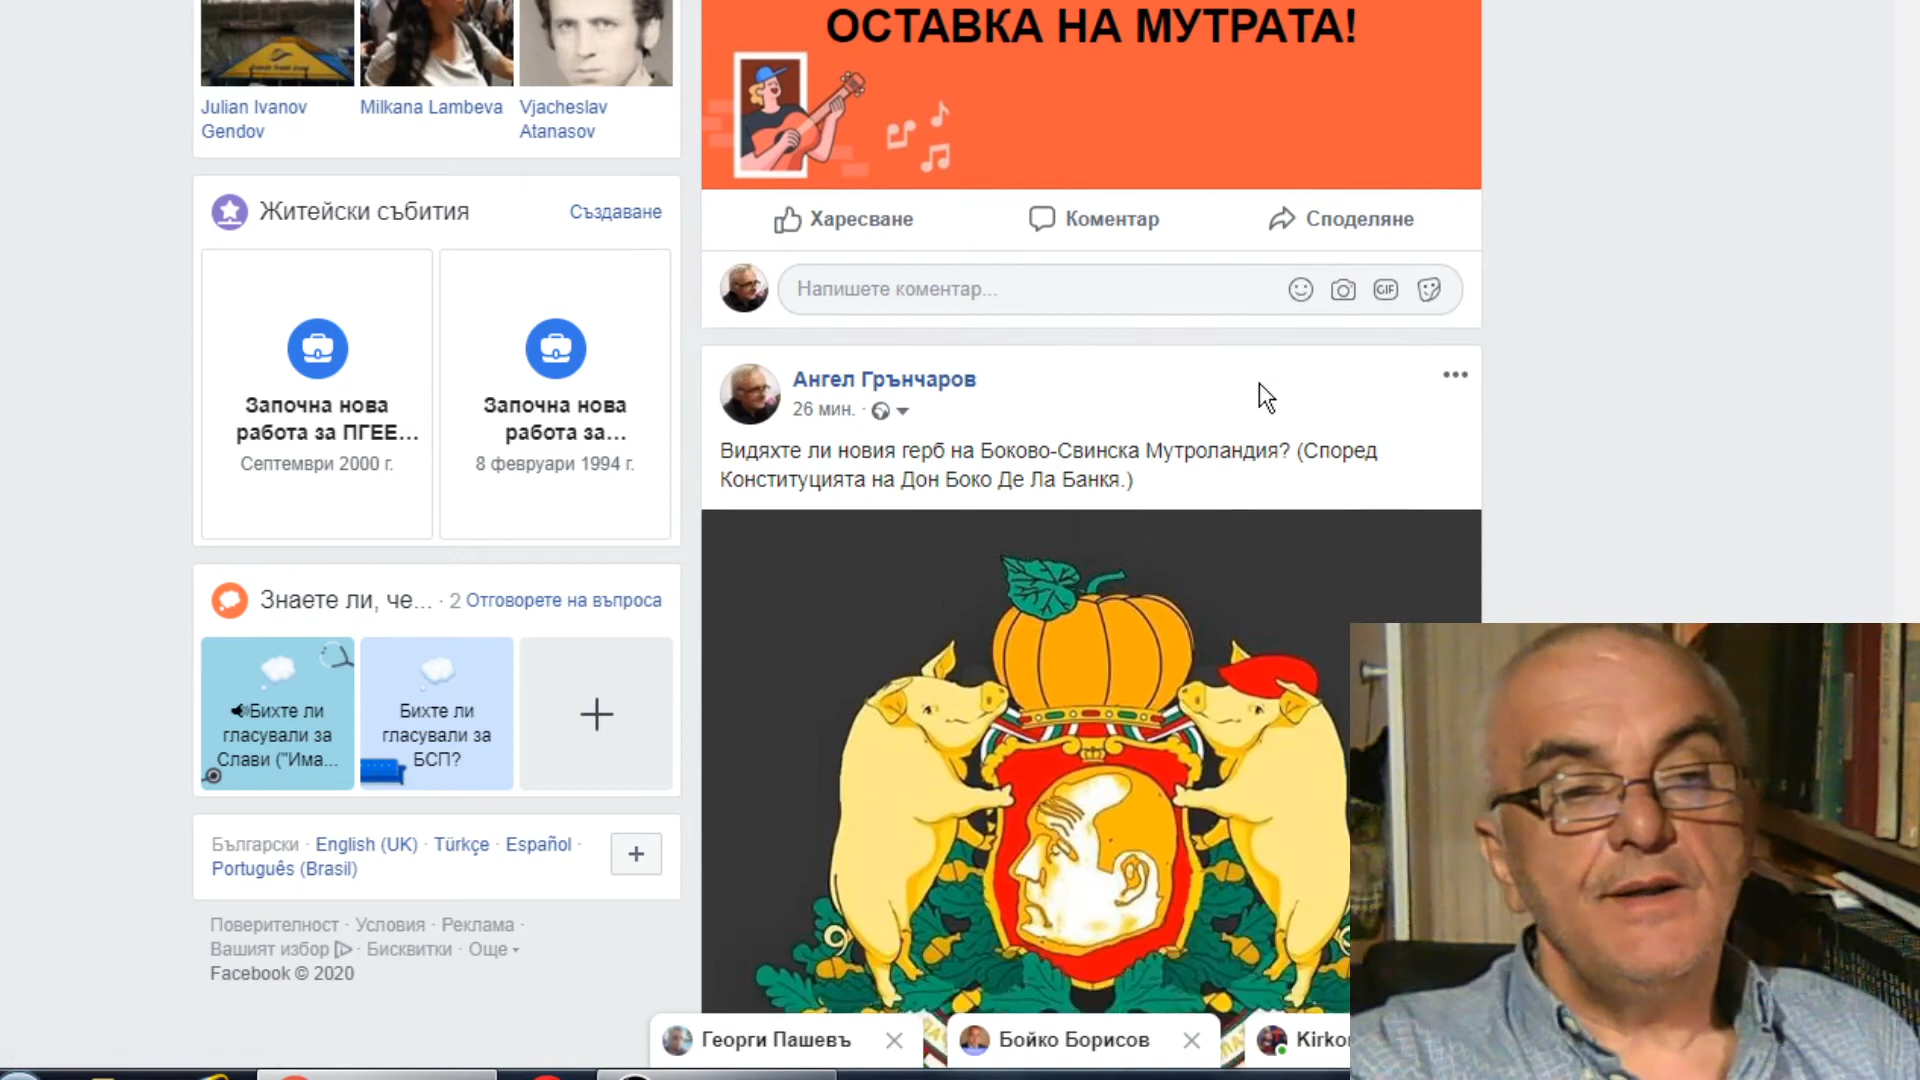 Julian Ivanov
Gendov
Milkana Lambeva
Vjacheslav
Atanasov
Житейски събития
Създаване
Започна нова
работа за ПГЕЕ...
Септември 2000 г.
Започна нова
работа за...
8 февруари 1994 г.
Знаете ли, че... · 2 Отговорете на въпроса
Бихте ли
гласували за
Слави ("Има...
Бихте ли
гласували за
БСП?
Български · English (UK) · Türkçe · Español ·
Português (Brasil)
Поверителност · Условия · Реклама ·
Вашият избор · Бисквитки · Още
Facebook © 2020
ОСТАВКА НА МУТРАТА!
Харесване
Коментар
Споделяне
Напишете коментар...
GIF
Ангел Грънчаров
26 мин. ·
Видяхте ли новия герб на Боково-Свинска Мутроландия? (Според
Конституцията на Дон Боко Де Ла Банкя.)
Георги Пашевъ
Бойко Борисов